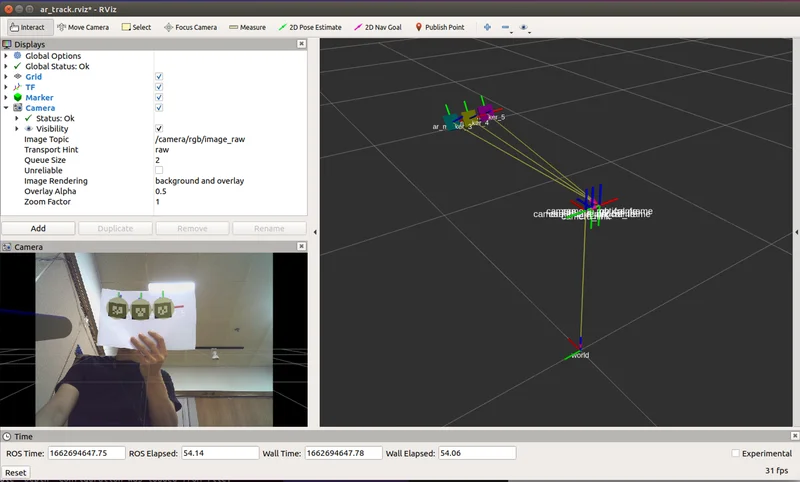 ar_track.rviz* - RViz
Interact Move Camera Select Focus Camera Measure 2D Pose Estimate 2D Nav Goal Publish Point
Displays
Global Options
Global Status: Ok
Grid
TF
Marker
Camera
Status: Ok
Visibility
Image Topic /camera/rgb/image_raw
Transport Hint raw
Queue Size 2
Unreliable
Image Rendering background and overlay
Overlay Alpha 0.5
Zoom Factor 1
Add Duplicate Remove Rename
Camera
ker_5
ker_4
ker_3
world
Time
ROS Time: 1662694647.75 ROS Elapsed: 54.14 Wall Time: 1662694647.78 Wall Elapsed: 54.06 Experimental
Reset 31 fps